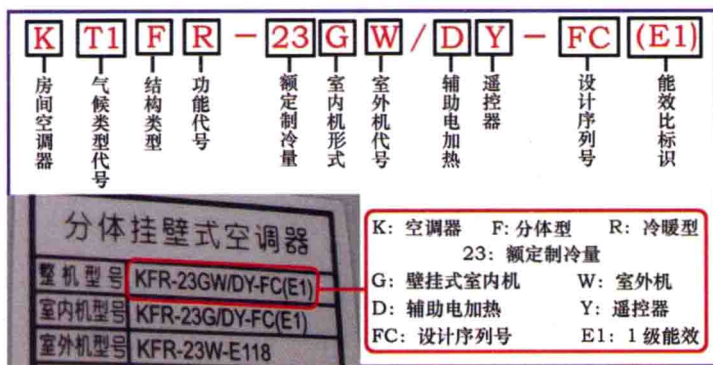 K T1 F R - 23 G W / D Y - FC (E1)
房间空调器
气候类型代号
结构类型
功能代号
额定制冷量
室内机形式
室外机代号
辅助电加热
遥控器
设计序列号
能效比标识
分体挂壁式空调器
整机型号 KFR-23GW/DY-FC(E1)
室内机型号 KFR-23G/DY-FC(E1)
室外机型号 KFR-23W-E118
K: 空调器 F: 分体型 R: 冷暖型
23: 额定制冷量
G: 壁挂式室内机 W: 室外机
D: 辅助电加热 Y: 遥控器
FC: 设计序列号 E1: 1 级能效